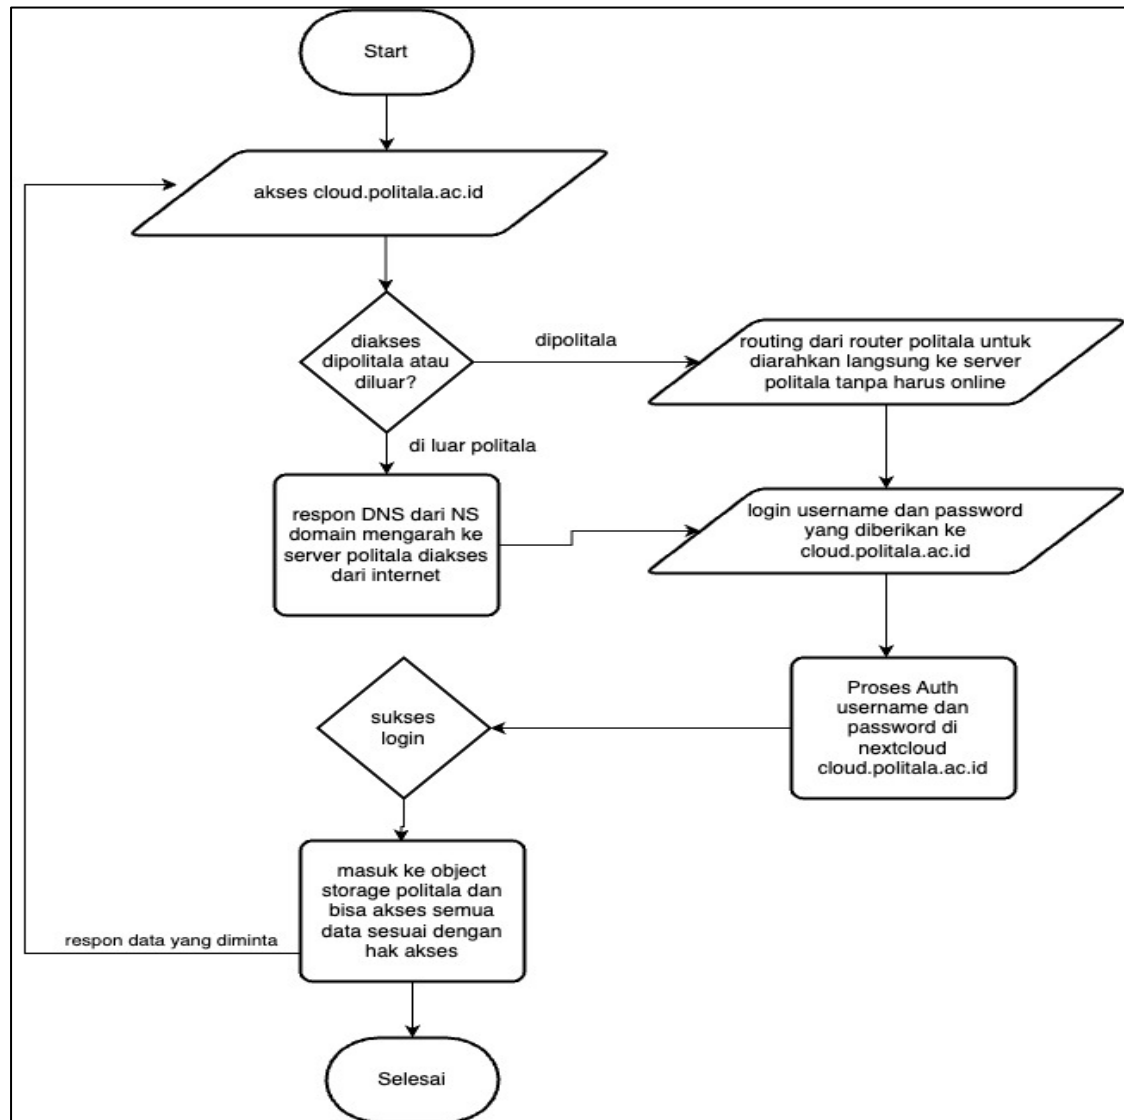 Start
akses cloud.politala.ac.id
diakses
dipolitala atau
diluar?
dipolitala
routing dari router politala untuk
diarahkan langsung ke server
politala tanpa harus online
di luar politala
respon DNS dari NS
domain mengarah ke
server politala diakses
dari internet
login username dan password
yang diberikan ke
cloud.politala.ac.id
Proses Auth
username dan
password di
nextcloud
cloud.politala.ac.id
sukses
login
masuk ke object
storage politala dan
bisa akses semua
data sesuai dengan
hak akses
respon data yang diminta
Selesai